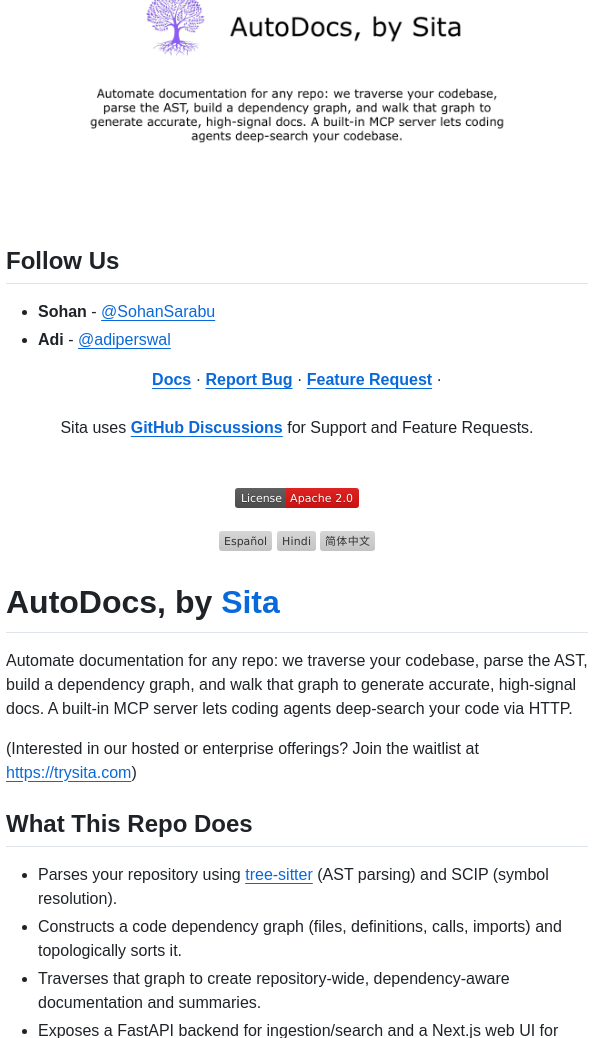 AutoDocs, by Sita
Automate documentation for any repo: we traverse your codebase,
parse the AST, build a dependency graph, and walk that graph to
generate accurate, high-signal docs. A built-in MCP server lets coding
agents deep-search your codebase.
Follow Us
Sohan - @SohanSarabu
Adi - @adiperswal
Docs · Report Bug · Feature Request ·
Sita uses GitHub Discussions for Support and Feature Requests.
License Apache 2.0
Español Hindi 简体中文
AutoDocs, by Sita
Automate documentation for any repo: we traverse your codebase, parse the AST,
build a dependency graph, and walk that graph to generate accurate, high-signal
docs. A built-in MCP server lets coding agents deep-search your code via HTTP.
(Interested in our hosted or enterprise offerings? Join the waitlist at
https://trysita.com)
What This Repo Does
Parses your repository using tree-sitter (AST parsing) and SCIP (symbol
resolution).
Constructs a code dependency graph (files, definitions, calls, imports) and
topologically sorts it.
Traverses that graph to create repository-wide, dependency-aware
documentation and summaries.
Exposes a FastAPI backend for ingestion/search and a Next.js web UI for